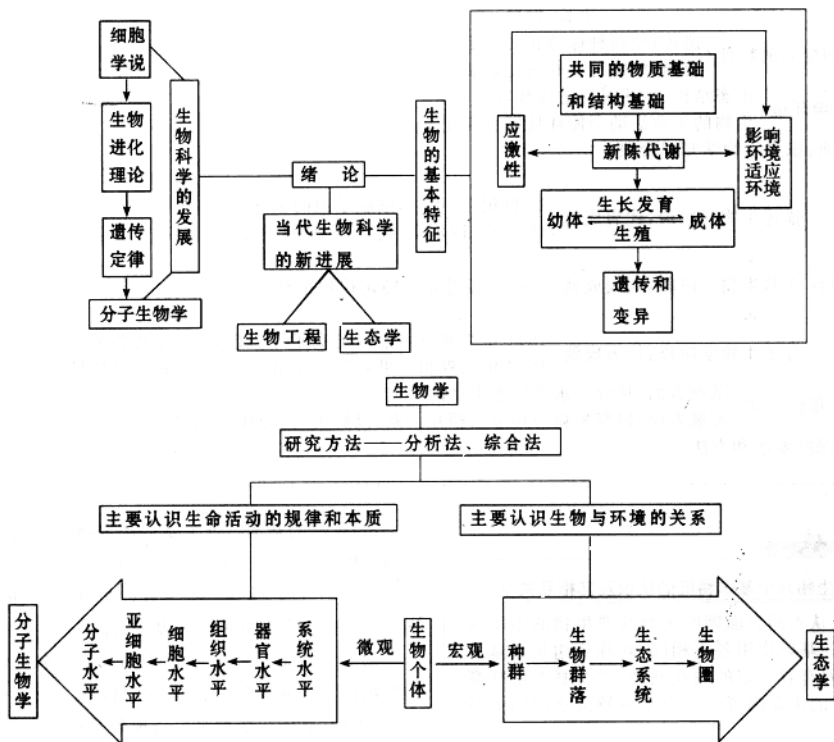 细胞
学说
生物
进化
理论
遗传
定律
分子生物学
生物科学的发展
绪 论
当代生物科学
的新进展
生物工程
生态学
生物的基本特征
共同的物质基础
和结构基础
应激性
新陈代谢
影响
环境
适应
环境
生长发育
幼体
成体
生殖
遗传和
变异
生物学
研究方法——分析法、综合法
主要认识生命活动的规律和本质
主要认识生物与环境的关系
分子生物学
分子水平
亚细胞水平
细胞水平
组织水平
器官水平
系统水平
微观
生物个体
宏观
种群
生物群落
生态系统
生物圈
生态学